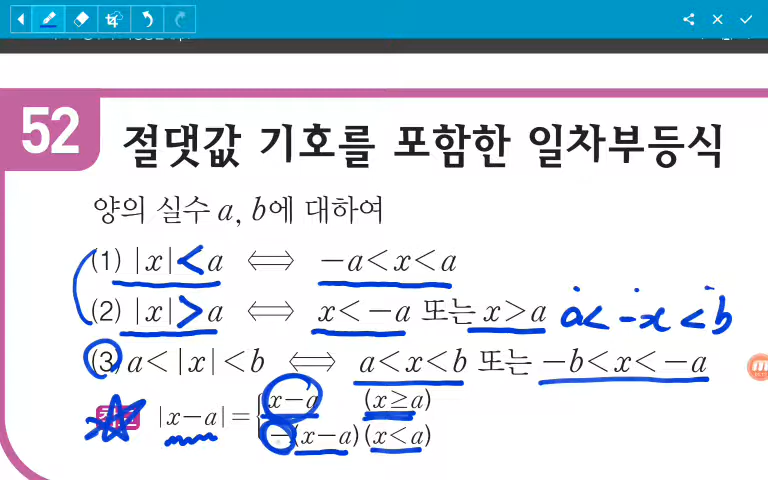 52 절댓값 기호를 포함한 일차부등식
양의 실수 a, b에 대하여
(1) |x|<a ⟺ -a<x<a
(2) |x|>a ⟺ x<-a 또는 x>a a<-x<b
(3) a<|x|<b ⟺ a<x<b 또는 -b<x<-a
|x-a|={x-a (x≥a)
-(x-a) (x<a)